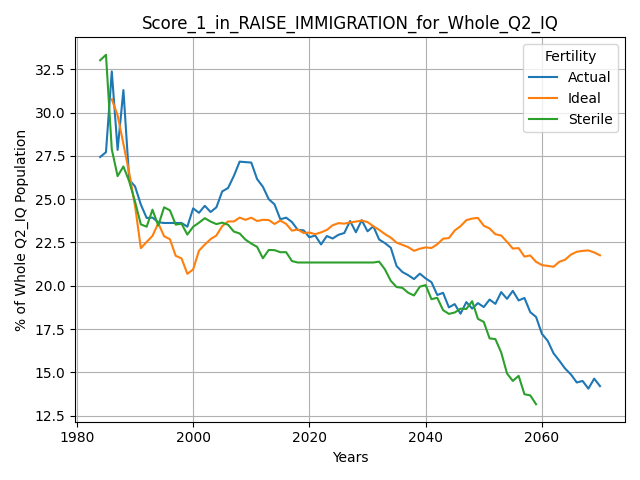 Score_1_in_RAISE_IMMIGRATION_for_Whole_Q2_IQ
% of Whole Q2_IQ Population
32.5
30.0
27.5
25.0
22.5
20.0
17.5
15.0
12.5
Fertility
Actual
Ideal
Sterile
1980
2000
2020
2040
2060
Years